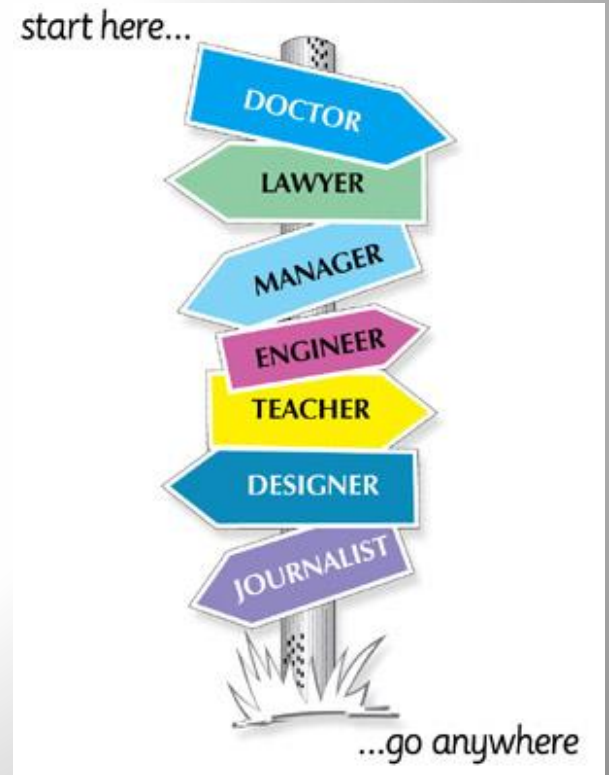 start here...
DOCTOR
LAWYER
MANAGER
ENGINEER
TEACHER
DESIGNER
JOURNALIST
...go anywhere